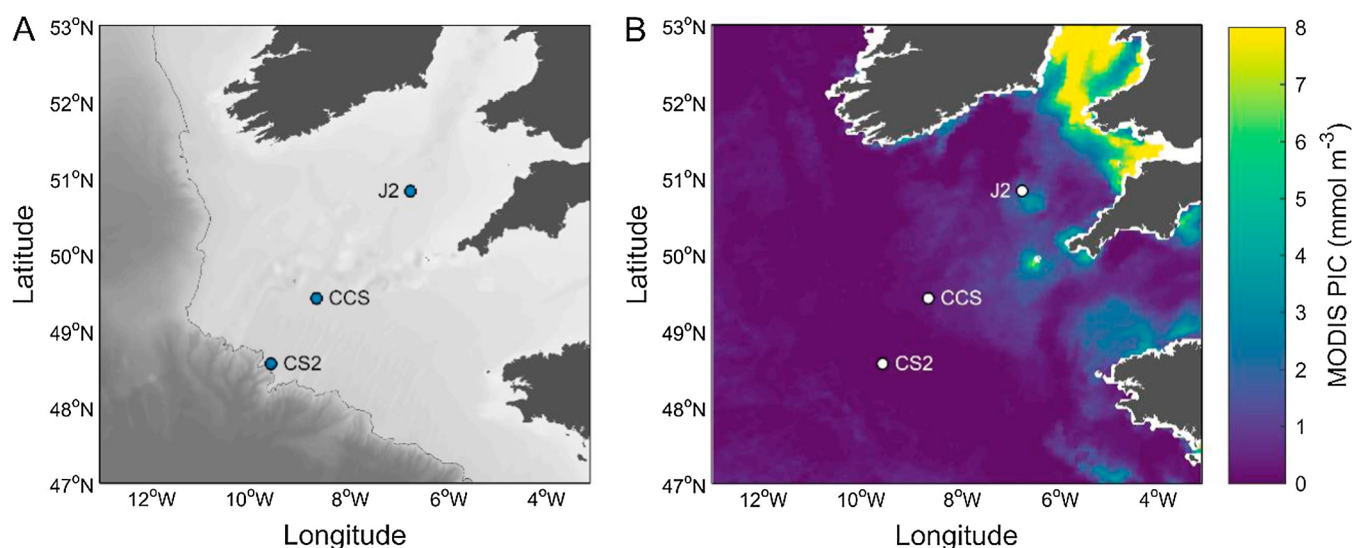 A
53°N
52°N
51°N
50°N
49°N
48°N
47°N
Latitude
J2
CCS
CS2
12°W 10°W 8°W 6°W 4°W
Longitude
B
53°N
52°N
51°N
50°N
49°N
48°N
47°N
Latitude
J2
CCS
CS2
12°W 10°W 8°W 6°W 4°W
Longitude
8
7
6
5
4
3
2
1
0
MODIS PIC (mmol m⁻³)